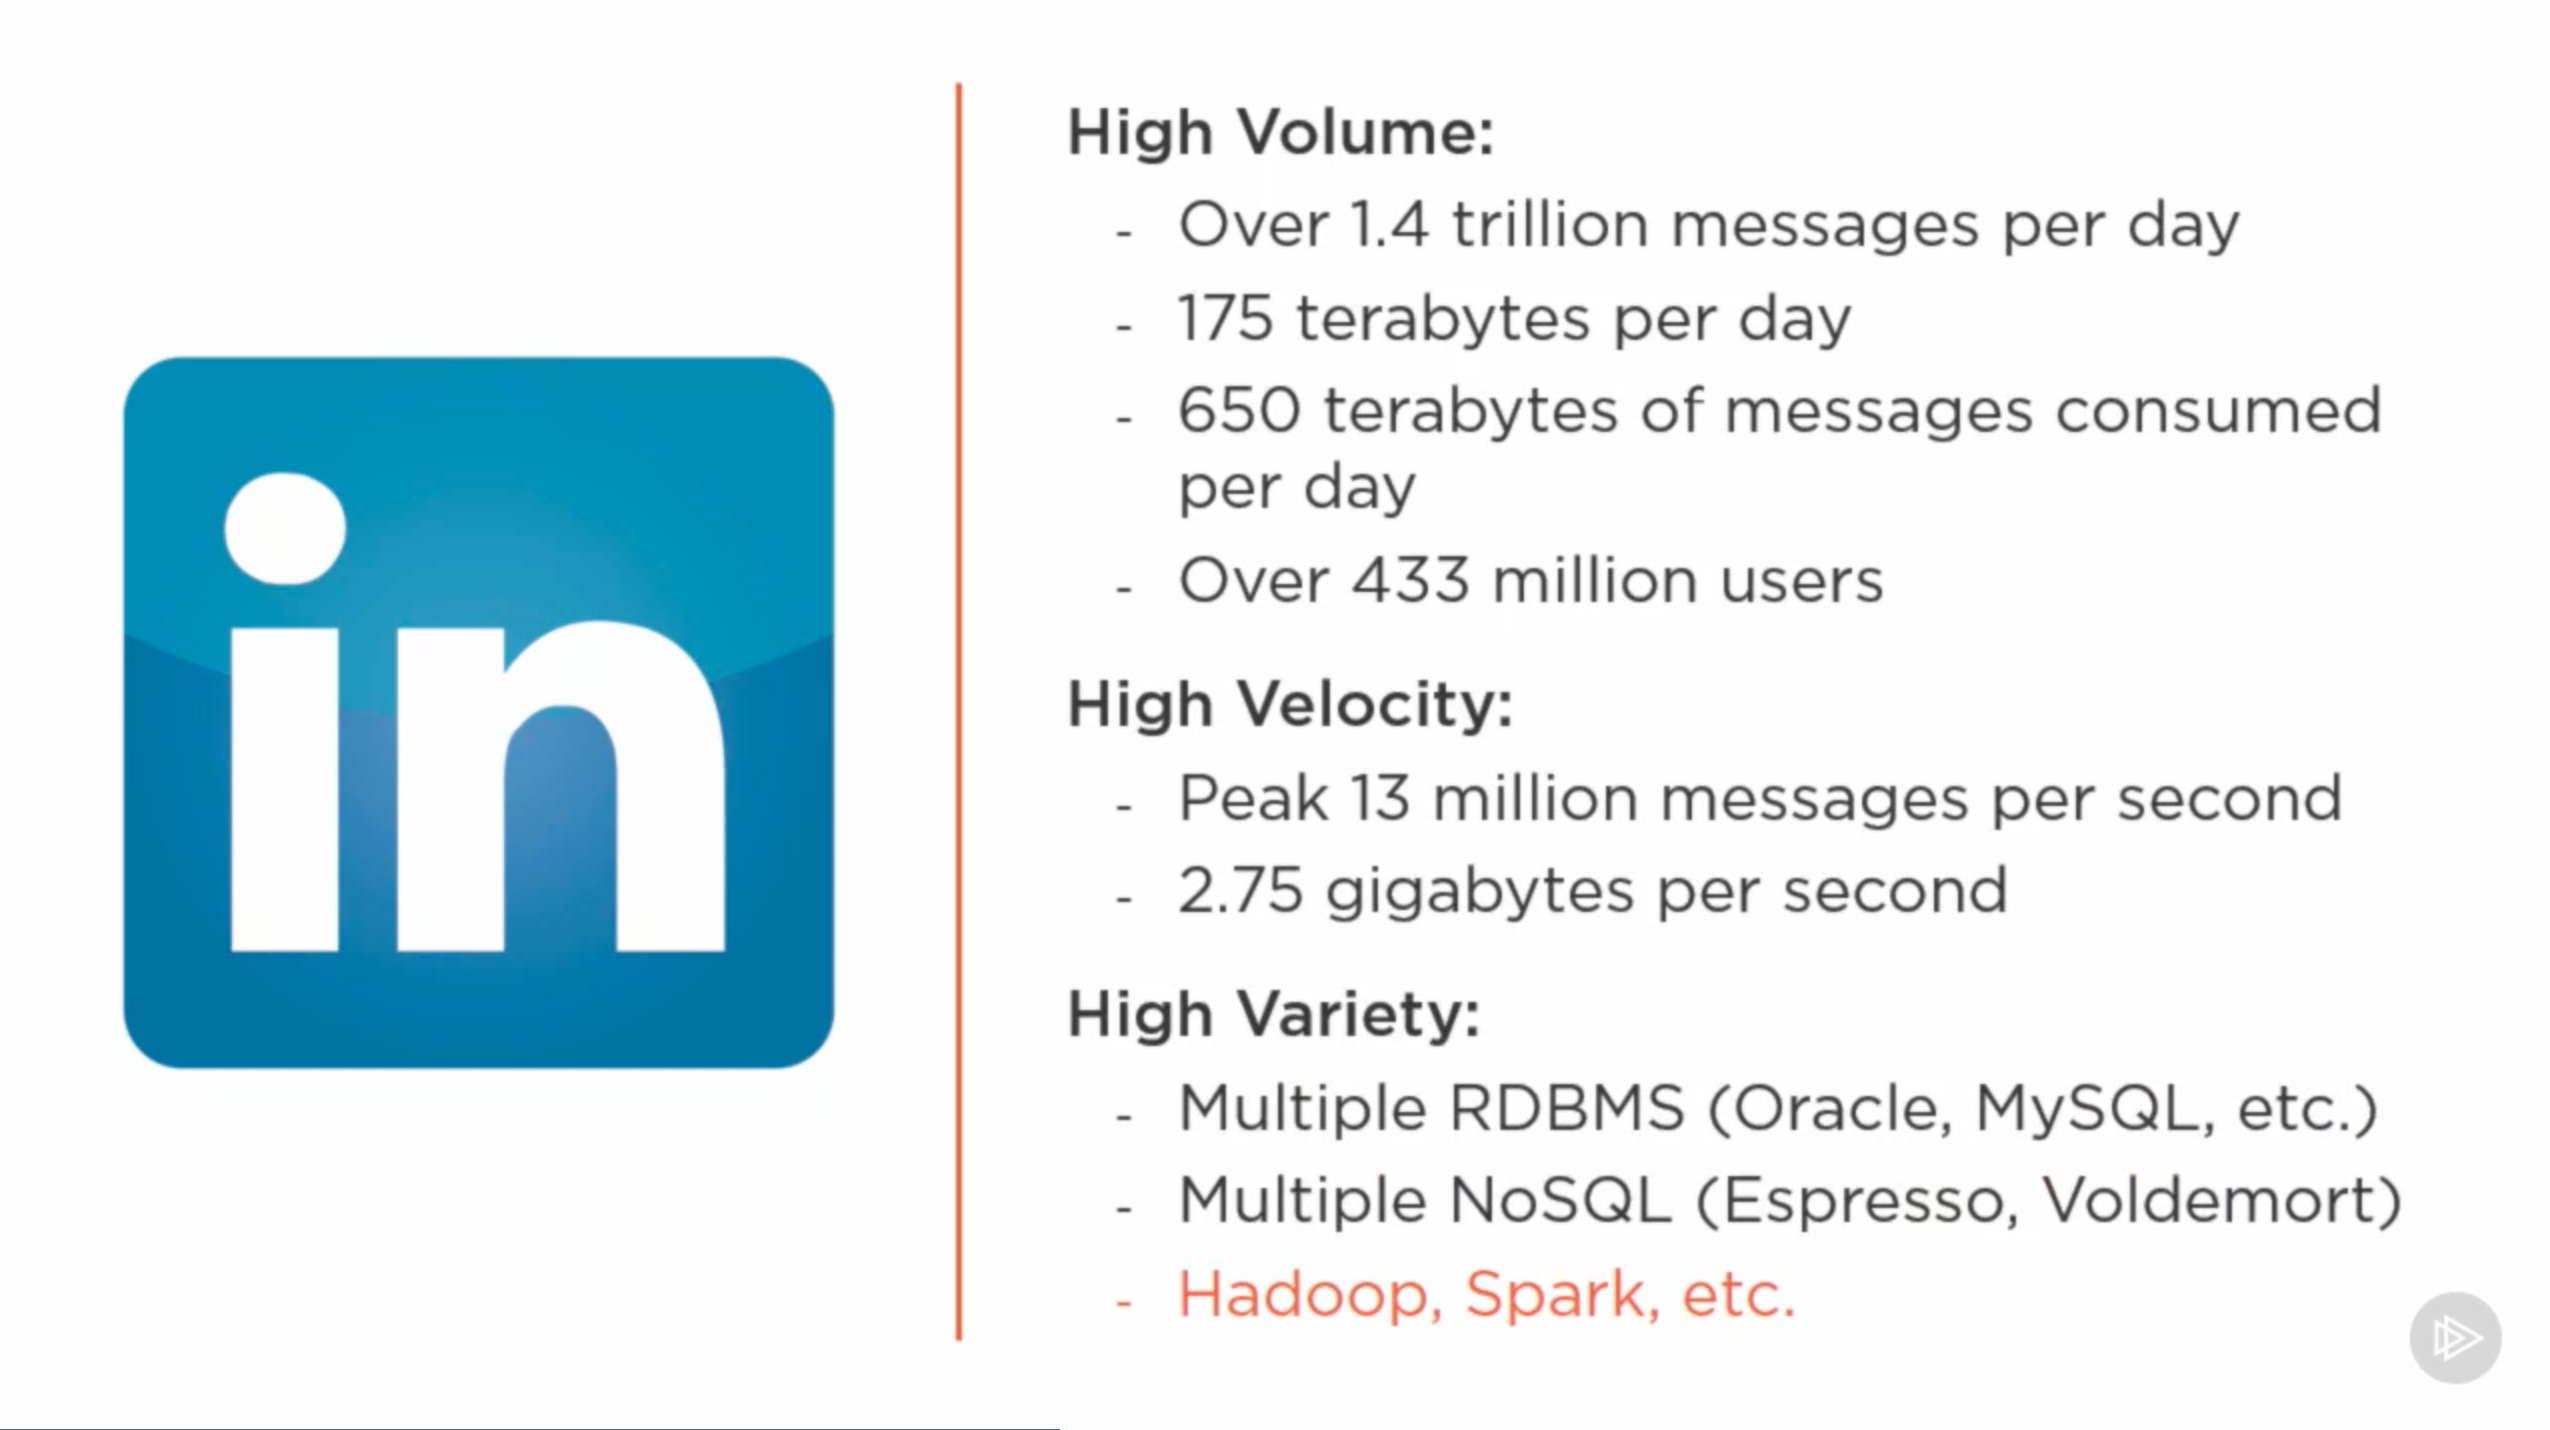 in
High Volume:
- Over 1.4 trillion messages per day
- 175 terabytes per day
- 650 terabytes of messages consumed
per day
- Over 433 million users
High Velocity:
- Peak 13 million messages per second
- 2.75 gigabytes per second
High Variety:
- Multiple RDBMS (Oracle, MySQL, etc.)
- Multiple NoSQL (Espresso, Voldemort)
- Hadoop, Spark, etc.